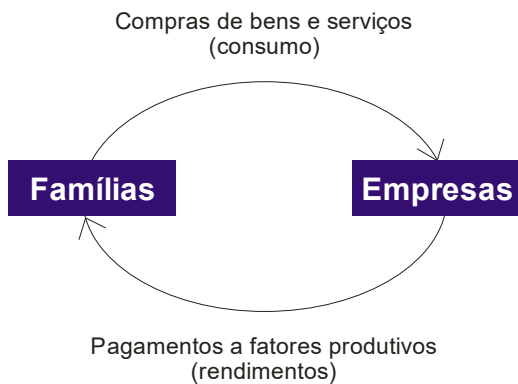 Compras de bens e serviços
(consumo)
Famílias
Empresas
Pagamentos a fatores produtivos
(rendimentos)